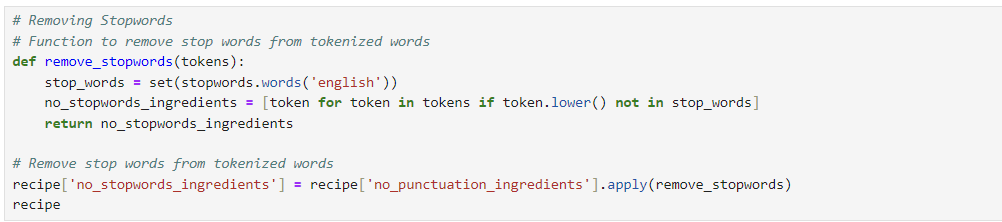 # Removing Stopwords
# Function to remove stop words from tokenized words
def remove_stopwords(tokens):
    stop_words = set(stopwords.words('english'))
    no_stopwords_ingredients = [token for token in tokens if token.lower() not in stop_words]
    return no_stopwords_ingredients

# Remove stop words from tokenized words
recipe['no_stopwords_ingredients'] = recipe['no_punctuation_ingredients'].apply(remove_stopwords)
recipe